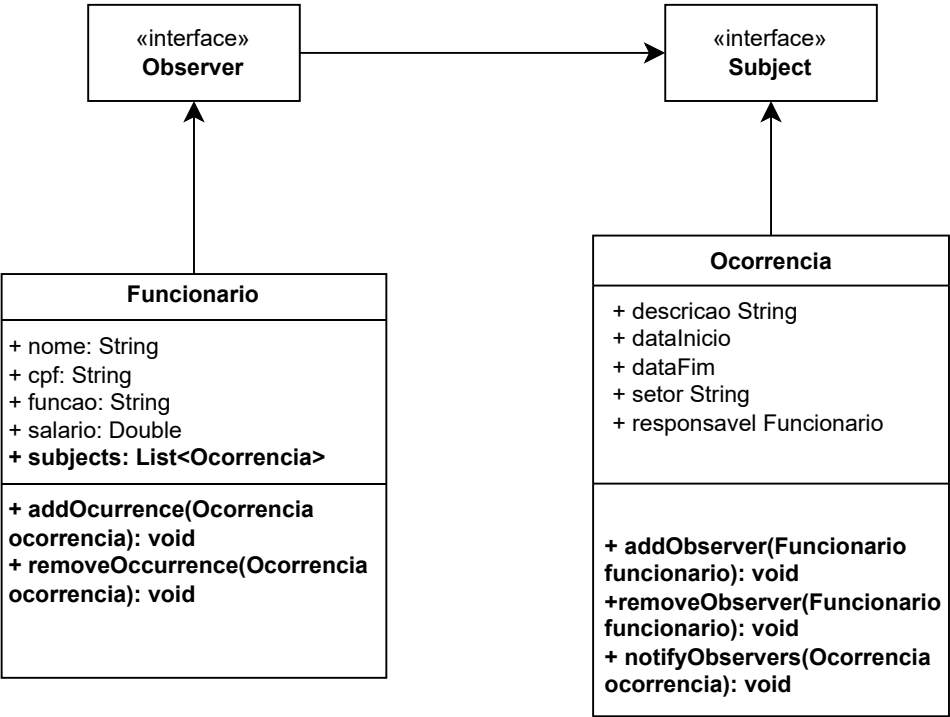 «interface»
Observer
«interface»
Subject
Funcionario
+ nome: String
+ cpf: String
+ funcao: String
+ salario: Double
+ subjects: List<Ocorrencia>
+ addOcurrence(Ocorrencia
ocorrencia): void
+ removeOccurrence(Ocorrencia
ocorrencia): void
Ocorrencia
+ descricao String
+ dataInicio
+ dataFim
+ setor String
+ responsavel Funcionario
+ addObserver(Funcionario
funcionario): void
+removeObserver(Funcionario
funcionario): void
+ notifyObservers(Ocorrencia
ocorrencia): void